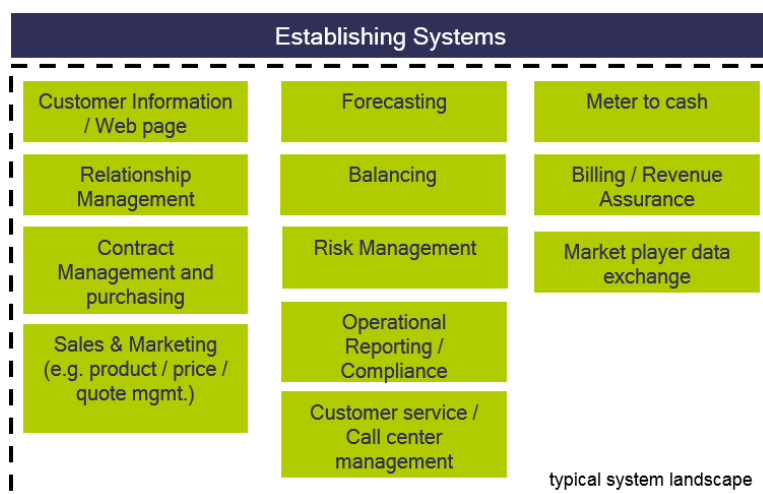 Establishing Systems
Customer Information
/ Web page
Relationship
Management
Contract
Management and
purchasing
Sales & Marketing
(e.g. product / price /
quote mgmt.)
Forecasting
Balancing
Risk Management
Operational
Reporting /
Compliance
Customer service /
Call center
management
Meter to cash
Billing / Revenue
Assurance
Market player data
exchange
typical system landscape